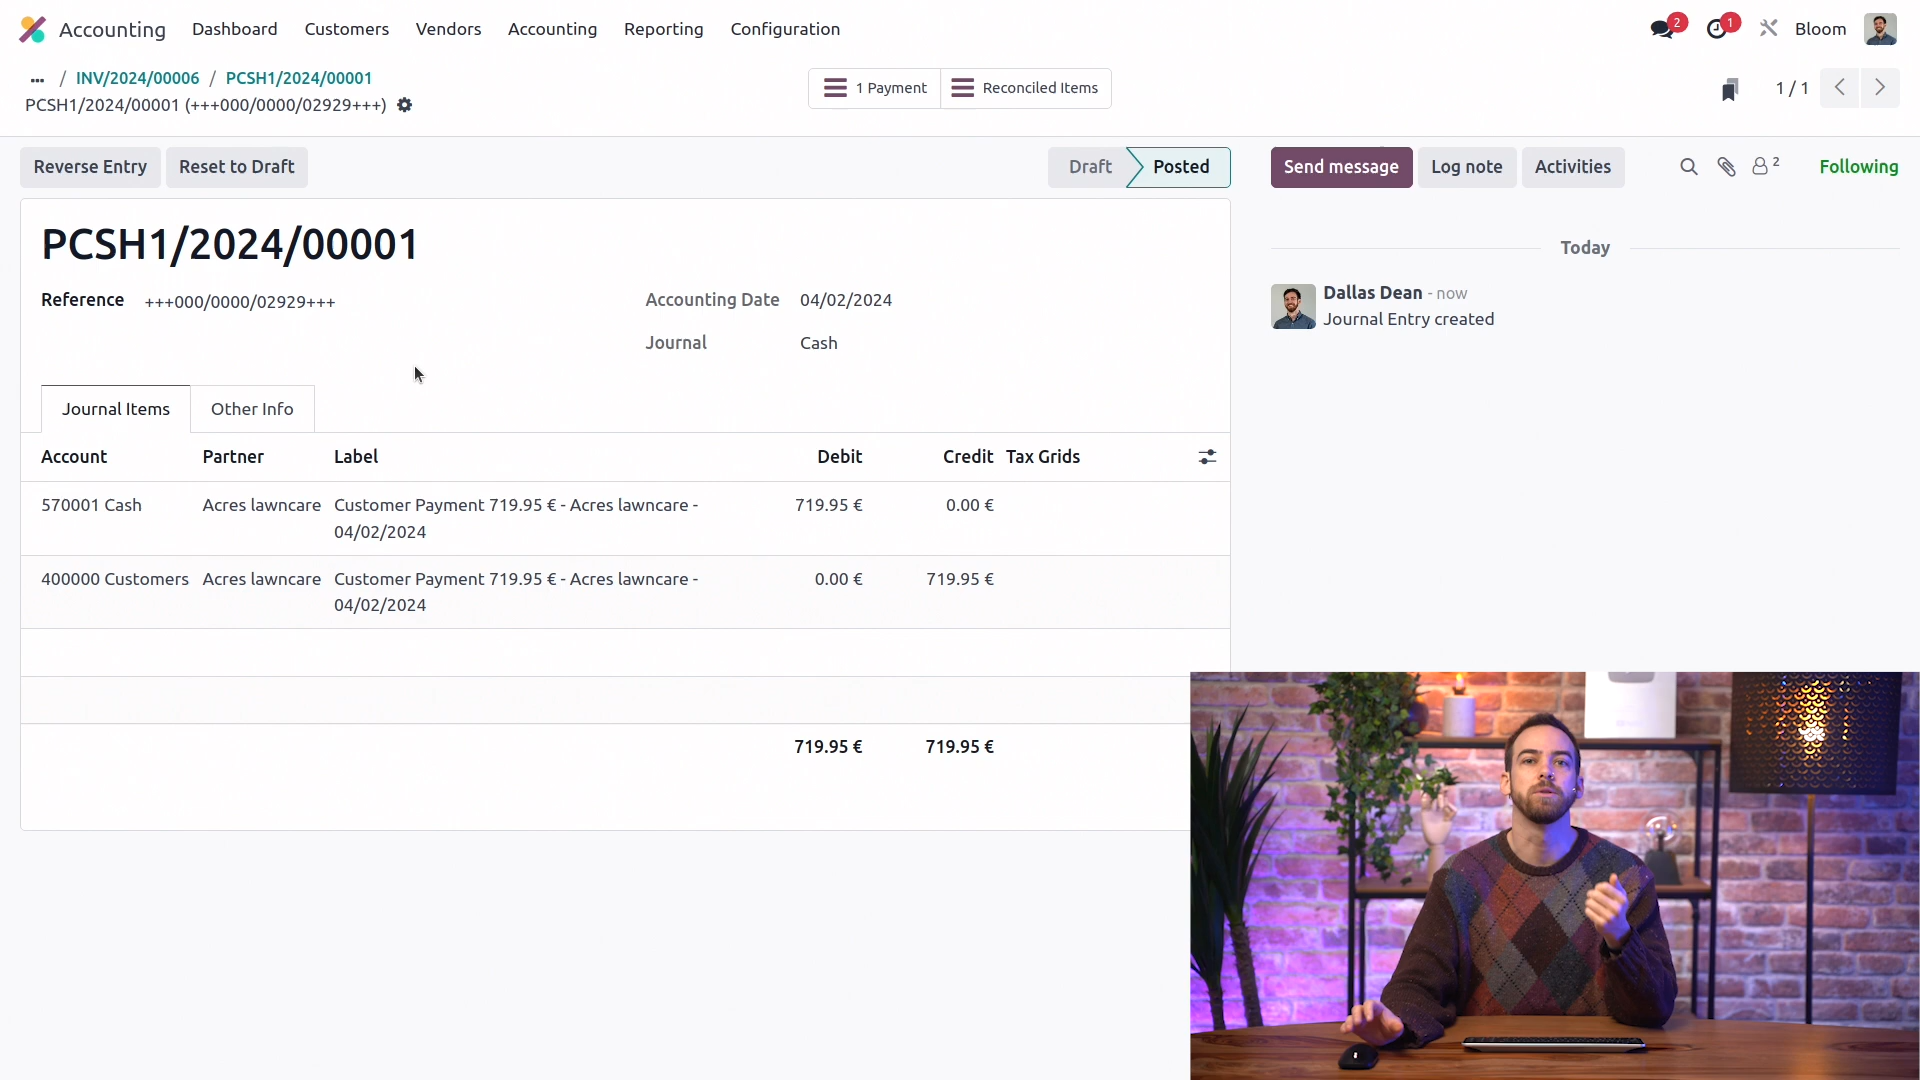 Accounting Dashboard Customers Vendors Accounting Reporting Configuration 2 1 Bloom
... / INV/2024/00006 / PCSH1/2024/00001
PCSH1/2024/00001 (+++000/0000/02929+++)
1 Payment Reconciled Items
1 / 1
Reverse Entry Reset to Draft Draft Posted
Send message Log note Activities 2 Following
PCSH1/2024/00001
Reference +++000/0000/02929+++
Accounting Date 04/02/2024
Journal Cash
Today
Dallas Dean - now
Journal Entry created
Journal Items Other Info
Account Partner Label Debit Credit Tax Grids
570001 Cash Acres lawncare Customer Payment 719.95 € - Acres lawncare - 719.95 € 0.00 €
04/02/2024
400000 Customers Acres lawncare Customer Payment 719.95 € - Acres lawncare - 0.00 € 719.95 €
04/02/2024
719.95 € 719.95 €